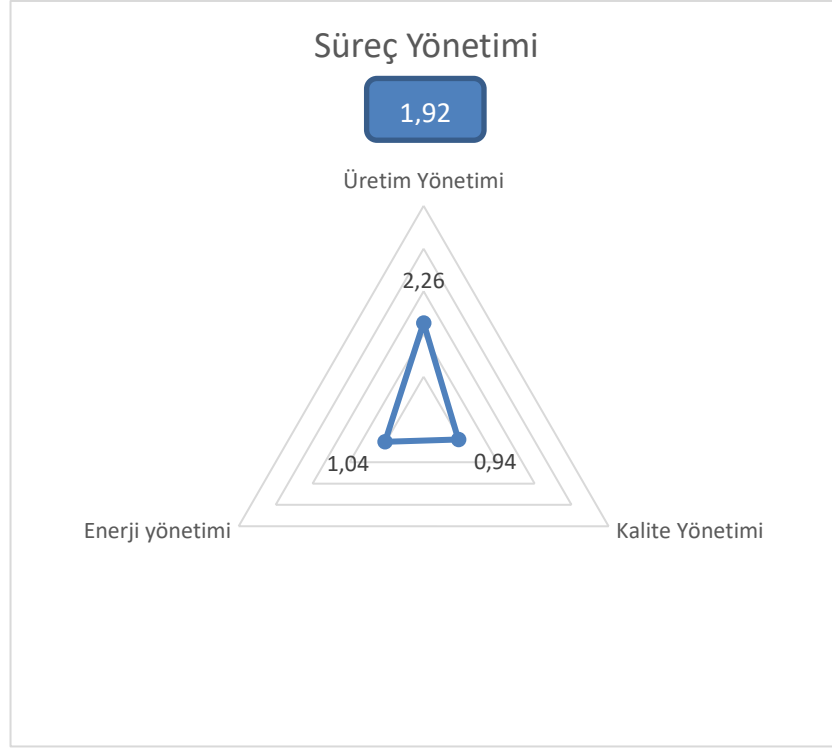 Süreç Yönetimi
1,92
Üretim Yönetimi
2,26
1,04
0,94
Enerji yönetimi
Kalite Yönetimi